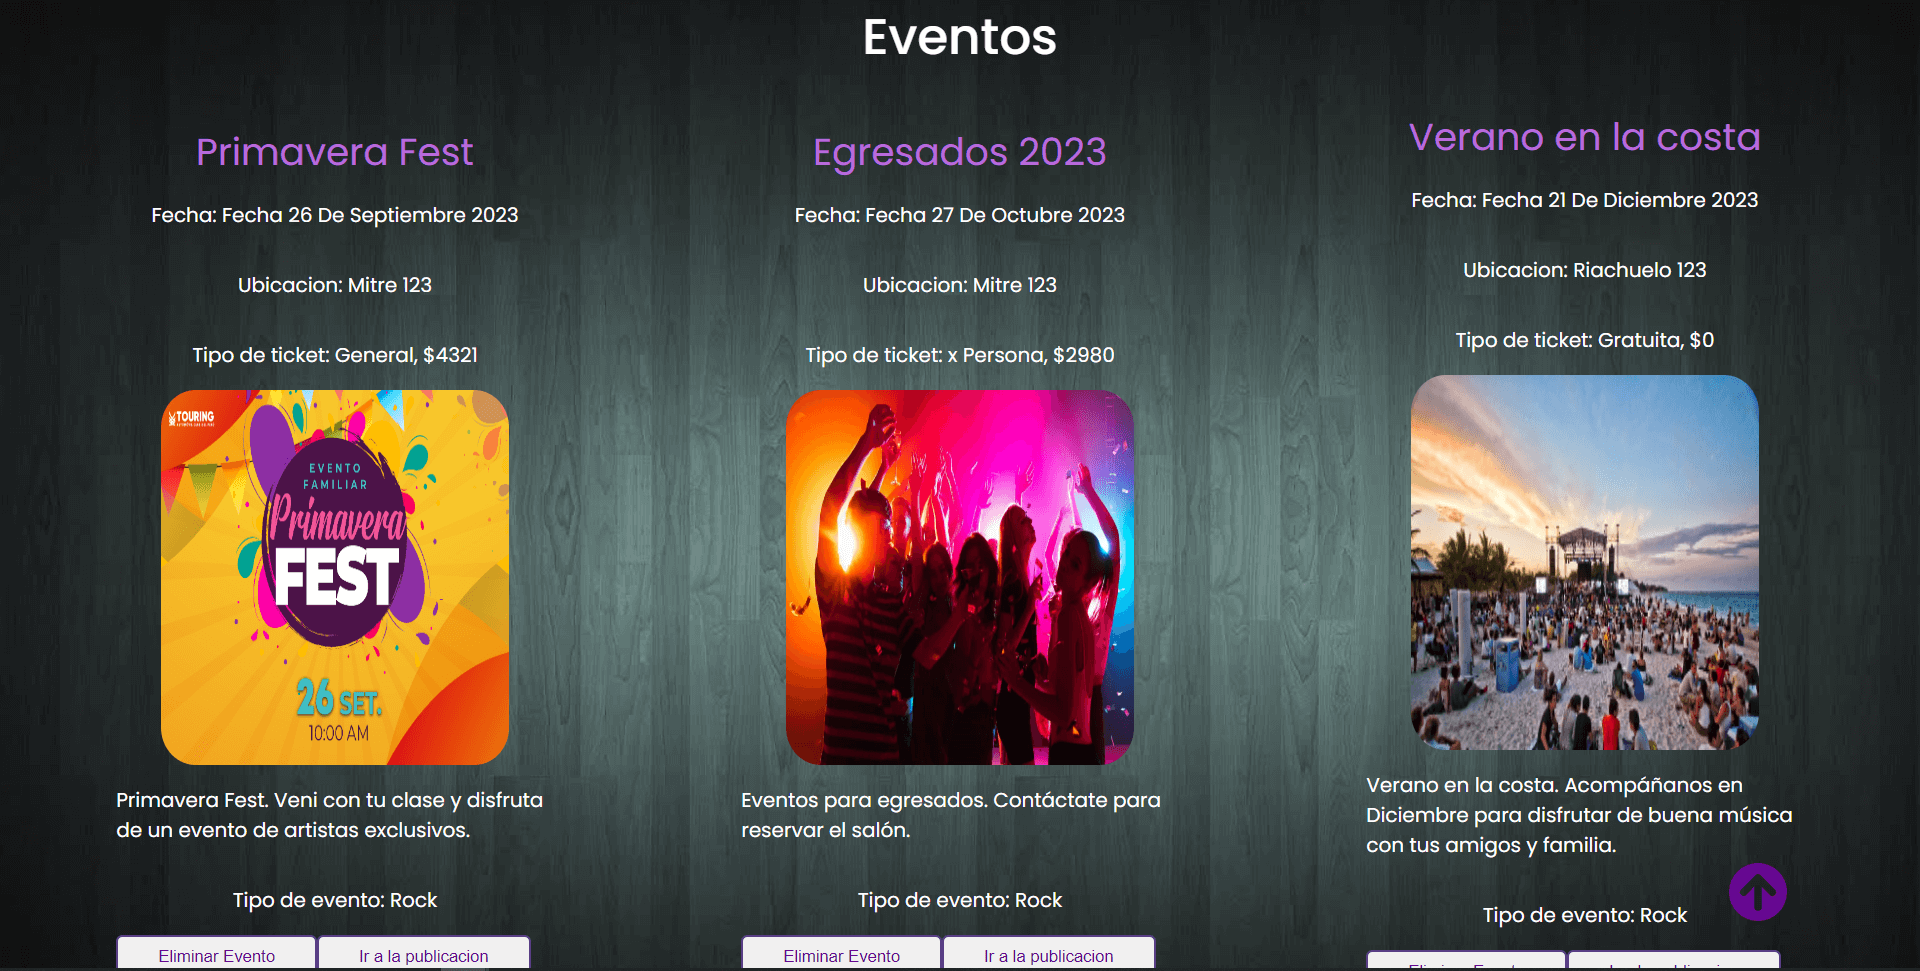 Eventos
Primavera Fest
Fecha: Fecha 26 De Septiembre 2023
Ubicacion: Mitre 123
Tipo de ticket: General, $4321
TOURING
EVENTO
FAMILIAR
Primavera
FEST
26 SET.
10:00 AM
Primavera Fest. Veni con tu clase y disfruta
de un evento de artistas exclusivos.
Tipo de evento: Rock
Eliminar Evento
Ir a la publicacion
Egresados 2023
Fecha: Fecha 27 De Octubre 2023
Ubicacion: Mitre 123
Tipo de ticket: x Persona, $2980
Eventos para egresados. Contáctate para
reservar el salón.
Tipo de evento: Rock
Eliminar Evento
Ir a la publicacion
Verano en la costa
Fecha: Fecha 21 De Diciembre 2023
Ubicacion: Riachuelo 123
Tipo de ticket: Gratuita, $0
Verano en la costa. Acompáñanos en
Diciembre para disfrutar de buena música
con tus amigos y familia.
Tipo de evento: Rock